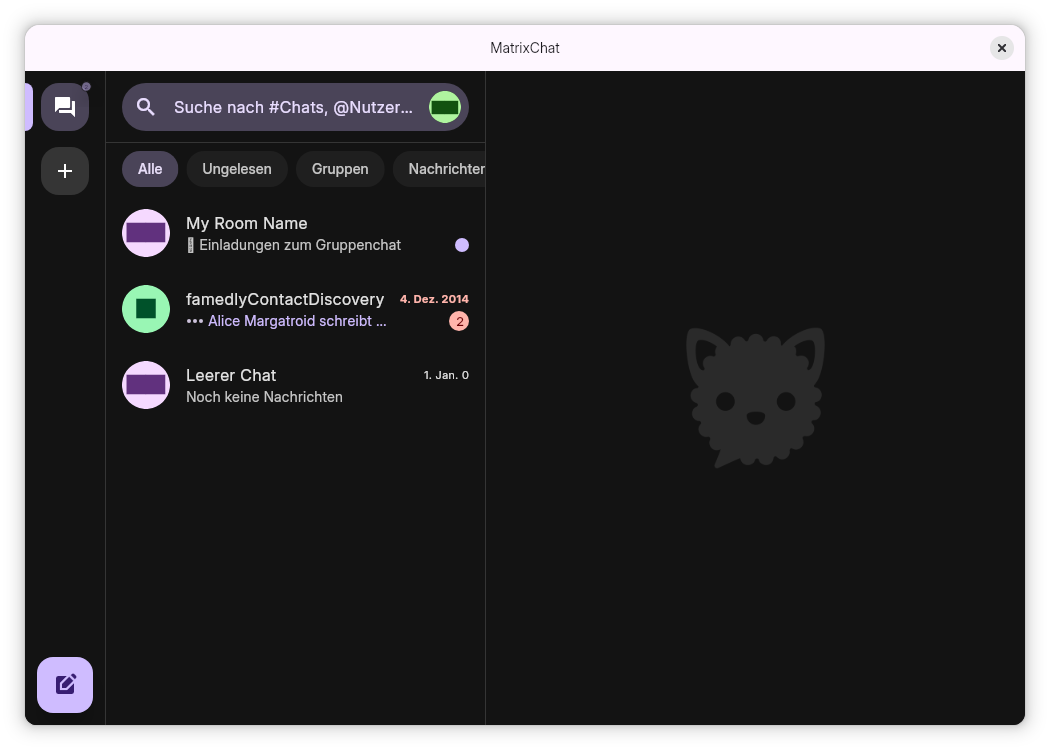 MatrixChat
Suche nach #Chats, @Nutzer...
Alle
Ungelesen
Gruppen
My Room Name
Einladungen zum Gruppenchat
famedlyContactDiscovery
4. Dez. 2014
••• Alice Margatroid schreibt ...
2
Leerer Chat
1. Jan. 0
Noch keine Nachrichten